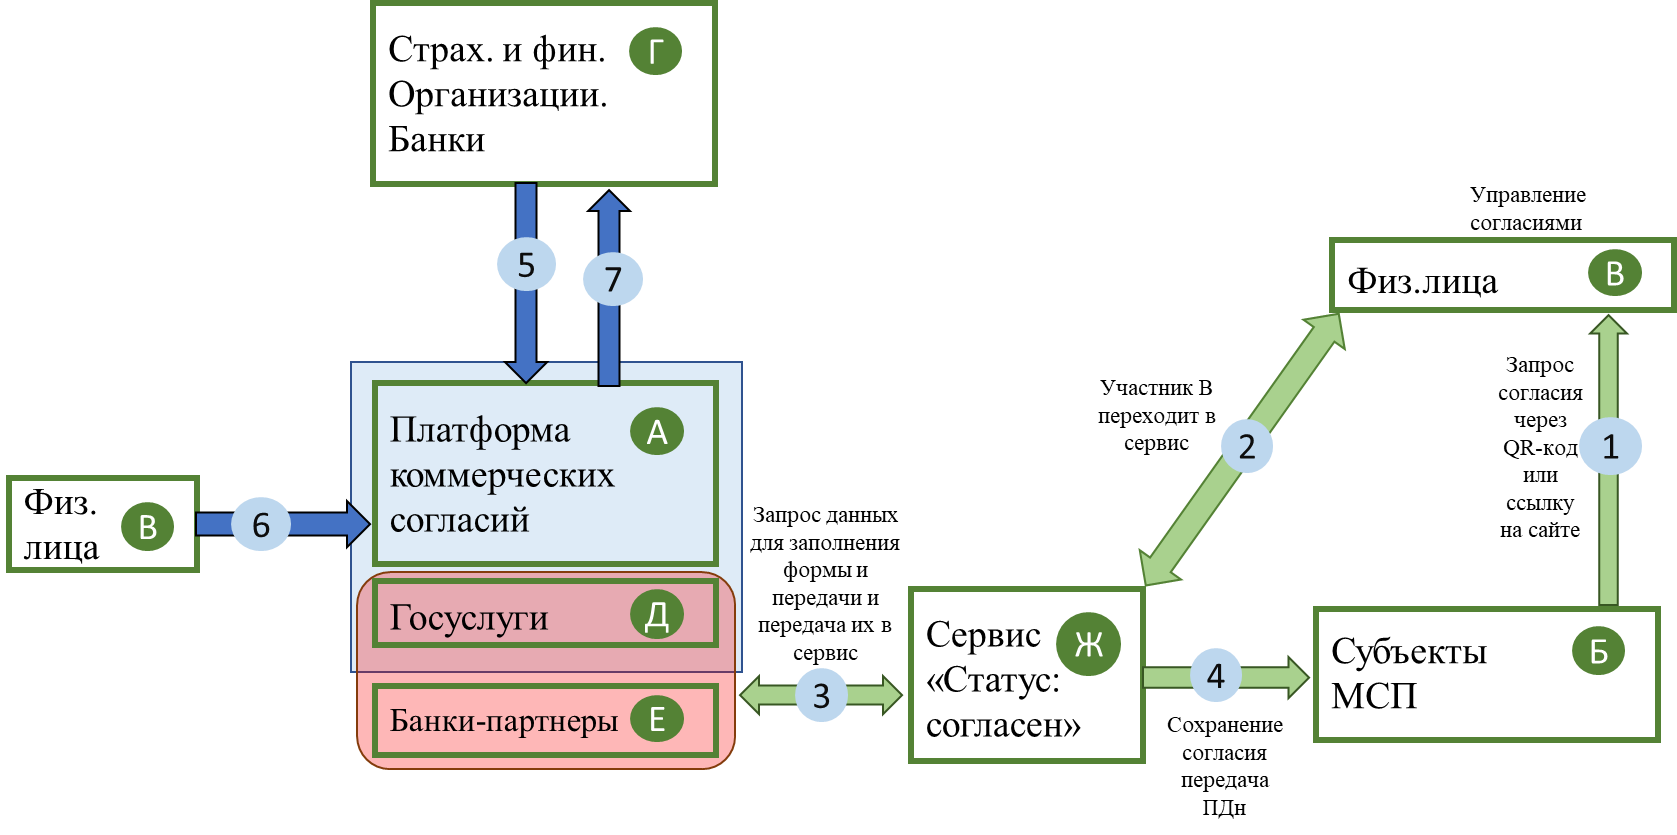 Страх. и фин.
Организации.
Банки
Г
5
7
Управление
согласиями
Физ.лица
В
Участник В
переходит в
сервис
2
Запрос
согласия
через
QR-код
или
ссылку
на сайте
1
Платформа
коммерческих
согласий
А
Физ.
лица
В
6
Запрос данных
для заполнения
формы и
передачи и
передача их в
сервис
3
Госуслуги
Д
Банки-партнеры
Е
Сервис
«Статус:
согласен»
Ж
4
Сохранение
согласия
передача
ПДн
Субъекты
МСП
Б